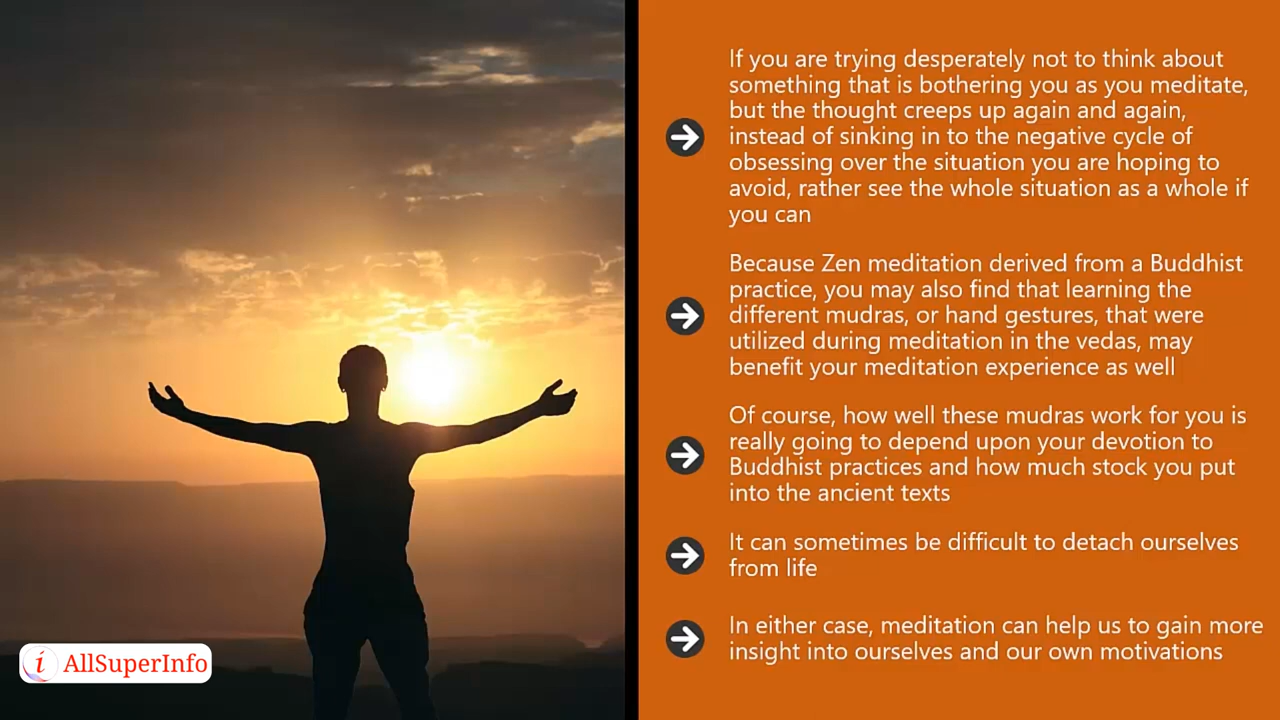 If you are trying desperately not to think about
something that is bothering you as you meditate,
but the thought creeps up again and again,
instead of sinking in to the negative cycle of
obsessing over the situation you are hoping to
avoid, rather see the whole situation as a whole if
you can
Because Zen meditation derived from a Buddhist
practice, you may also find that learning the
different mudras, or hand gestures, that were
utilized during meditation in the vedas, may
benefit your meditation experience as well
Of course, how well these mudras work for you is
really going to depend upon your devotion to
Buddhist practices and how much stock you put
into the ancient texts
It can sometimes be difficult to detach ourselves
from life
In either case, meditation can help us to gain more
insight into ourselves and our own motivations
i AllSuperInfo